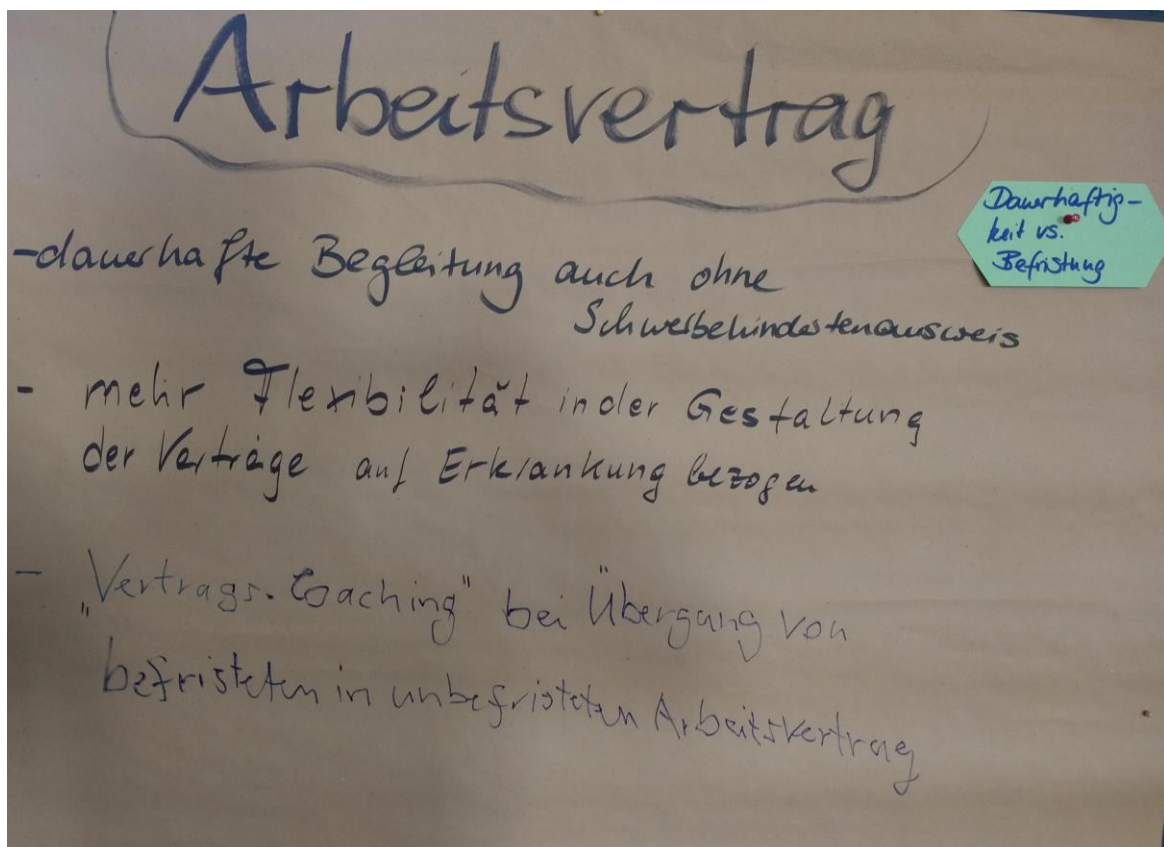 Arbeitsvertrag
Dauerhaftig-
keit vs.
Befristung
- dauerhafte Begleitung auch ohne
Schwerbehindertenausweis
- mehr Flexibilität in der Gestaltung
der Verträge auf Erkrankung bezogen
- "Vertrags-Coaching" bei Übergang von
befristeten in unbefristeten Arbeitsvertrag